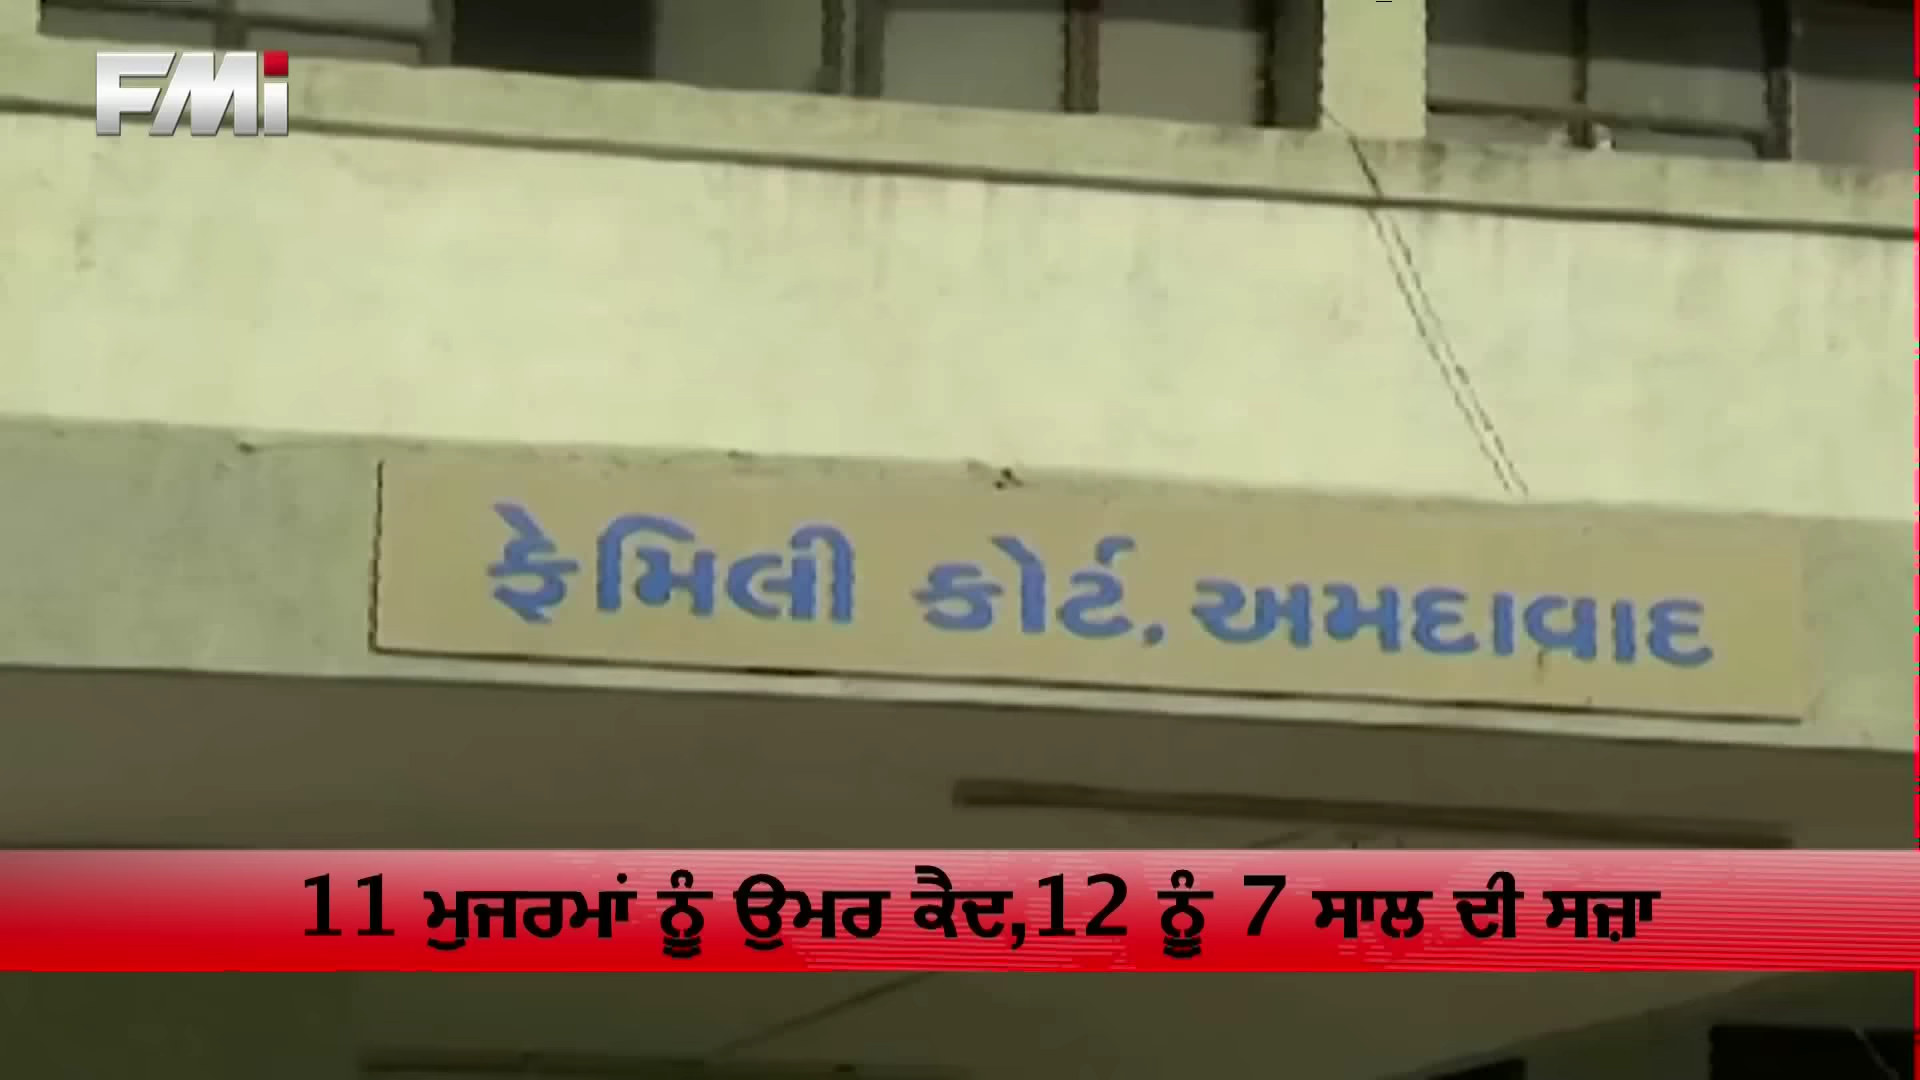 FMi
ફેમિલી કોર્ટ. અમદાવાદ
11 ਮੁਜਰਮਾਂ ਨੂੰ ਉਮਰ ਕੈਦ,12 ਨੂੰ 7 ਸਾਲ ਦੀ ਸਜ਼ਾ